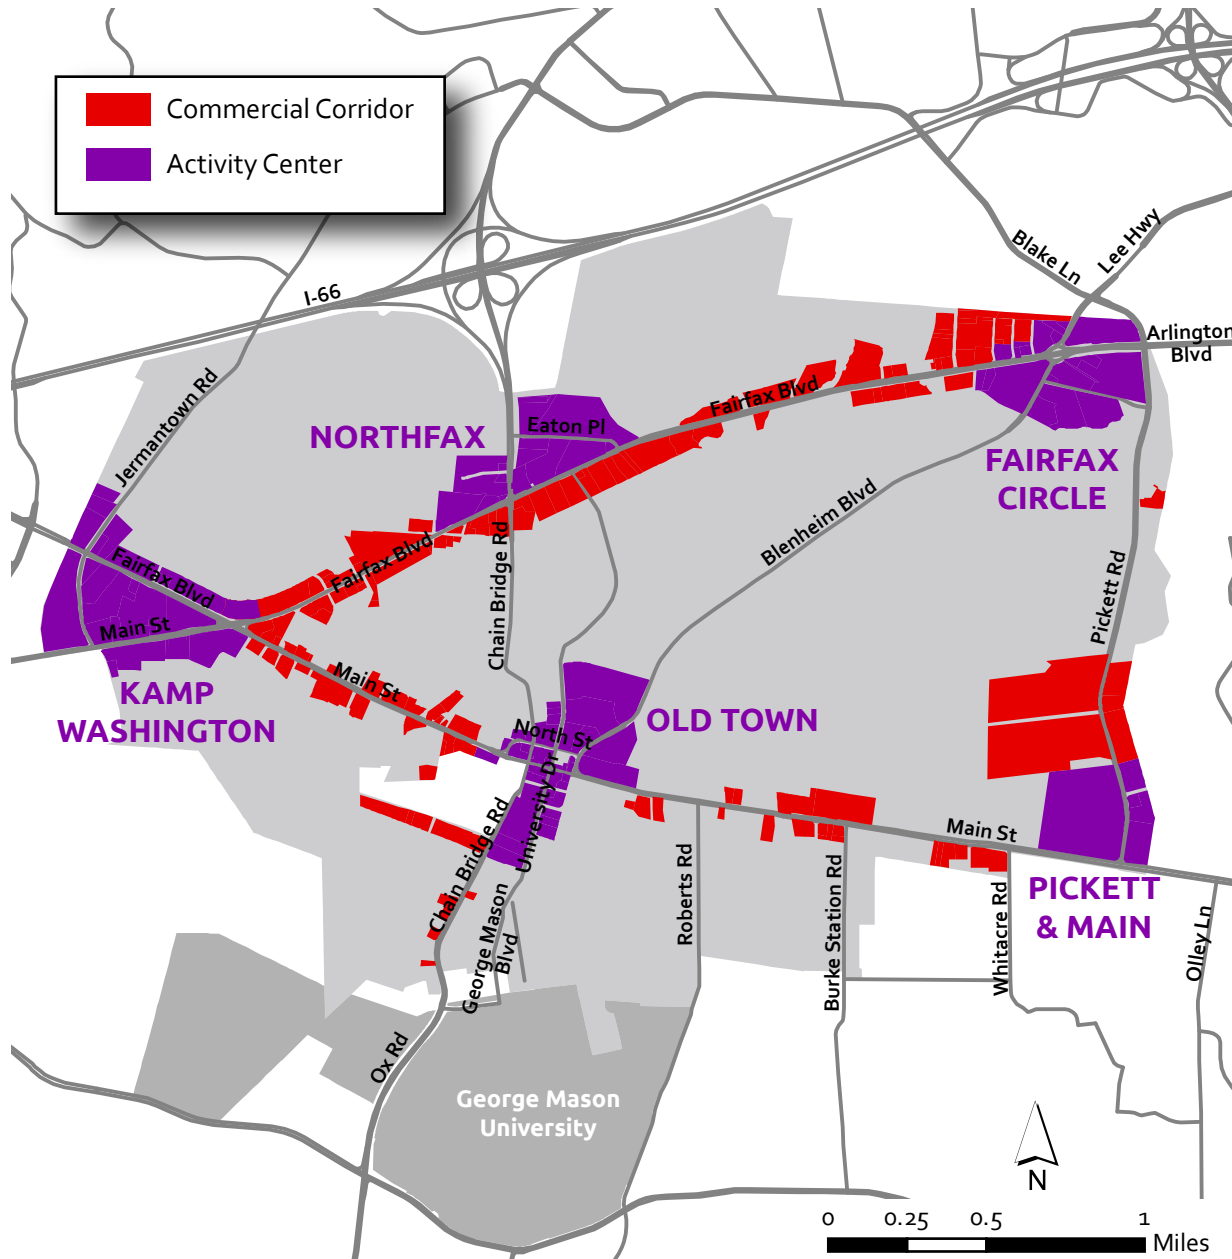 Commercial Corridor
Activity Center
I-66
Blake Ln
Lee Hwy
Arlington
Blvd
Jermantown Rd
NORTHFAX
Eaton Pl
Fairfax Blvd
FAIRFAX
CIRCLE
Blenheim Blvd
Fairfax Blvd
Fairfax Blvd
Main St
Chain Bridge Rd
Pickett Rd
KAMP
WASHINGTON
Main St
North St
OLD TOWN
University Dr
Chain Bridge Rd
Main St
PICKETT
& MAIN
George Mason
Blvd
Roberts Rd
Burke Station Rd
Whitacre Rd
Olley Ln
Ox Rd
George Mason
University
N
0 0.25 0.5 1
Miles